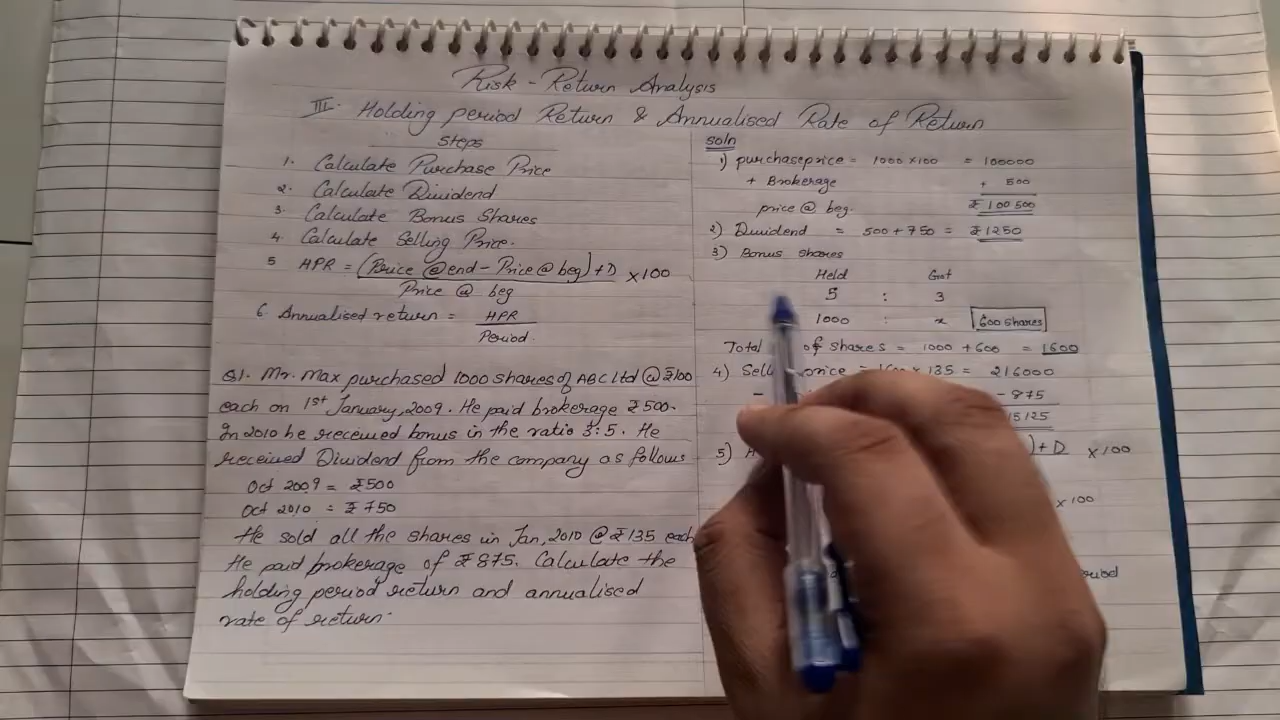 Risk - Return Analysis
III. Holding period Return & Annualised Rate of Return
Steps
1. Calculate Purchase Price
2. Calculate Dividend
3. Calculate Bonus Shares
4. Calculate Selling Price.
5 HPR = (Price @ end - Price @ beg) + D × 100
Price @ beg
6. Annualised return = HPR
Period.
Q1. Mr. Max purchased 1000 shares of ABC ltd @ ₹100
each on 1st January, 2009. He paid brokerage ₹500.
In 2010 he received bonus in the ratio 3:5. He
received Dividend from the company as follows
Oct 2009 = ₹500
Oct 2010 = ₹750
He sold all the shares in Jan, 2010 @ ₹135 each
He paid brokerage of ₹875. Calculate the
holding period return and annualised
rate of return.
Soln
1) purchase price = 1000 × 100 = 100000
+ Brokerage + 500
price @ beg. ₹100500
2) Dividend = 500 + 750 = ₹1250
3) Bonus shares
Held Got
5 : 3
1000 : x 600 shares
Total of shares = 1000 + 600 = 1600
4) × 135 = 216000
- 875
15125
5) H ) + D × 100
× 100